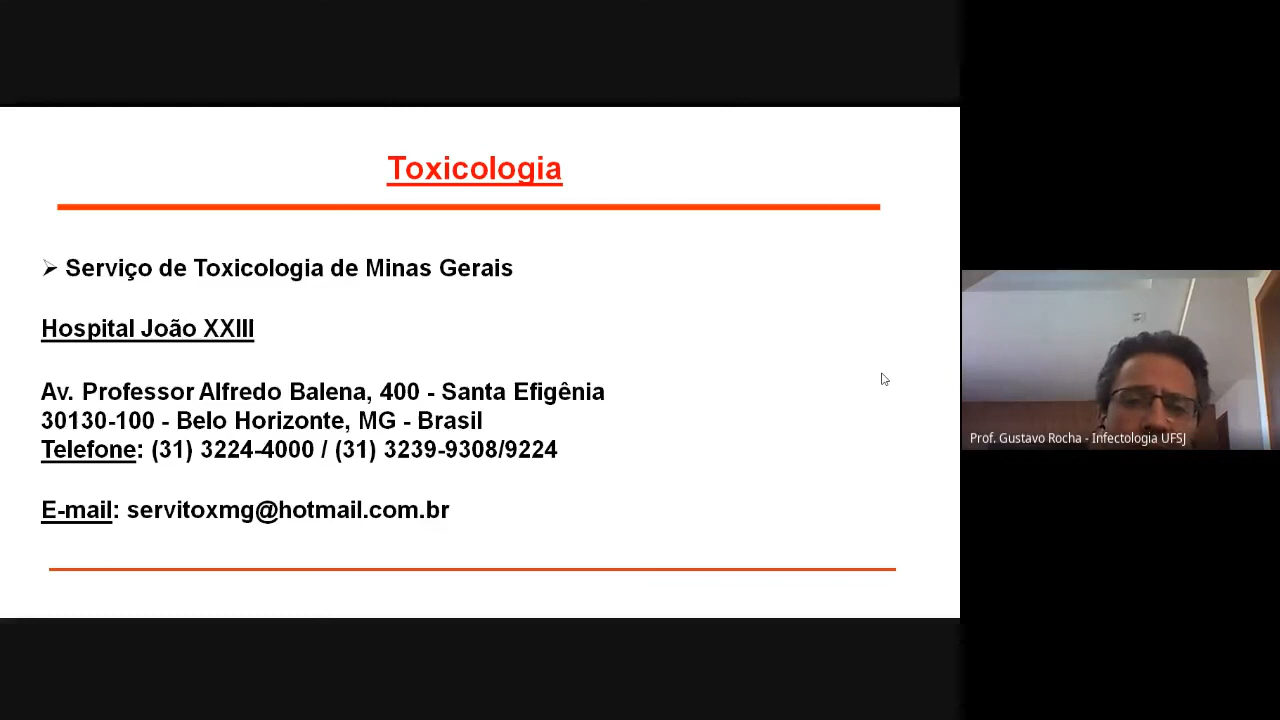 Toxicologia
➢ Serviço de Toxicologia de Minas Gerais
Hospital João XXIII
Av. Professor Alfredo Balena, 400 - Santa Efigênia
30130-100 - Belo Horizonte, MG - Brasil
Telefone: (31) 3224-4000 / (31) 3239-9308/9224
E-mail: servitoxmg@hotmail.com.br
Prof. Gustavo Rocha - Infectologia UFSJ